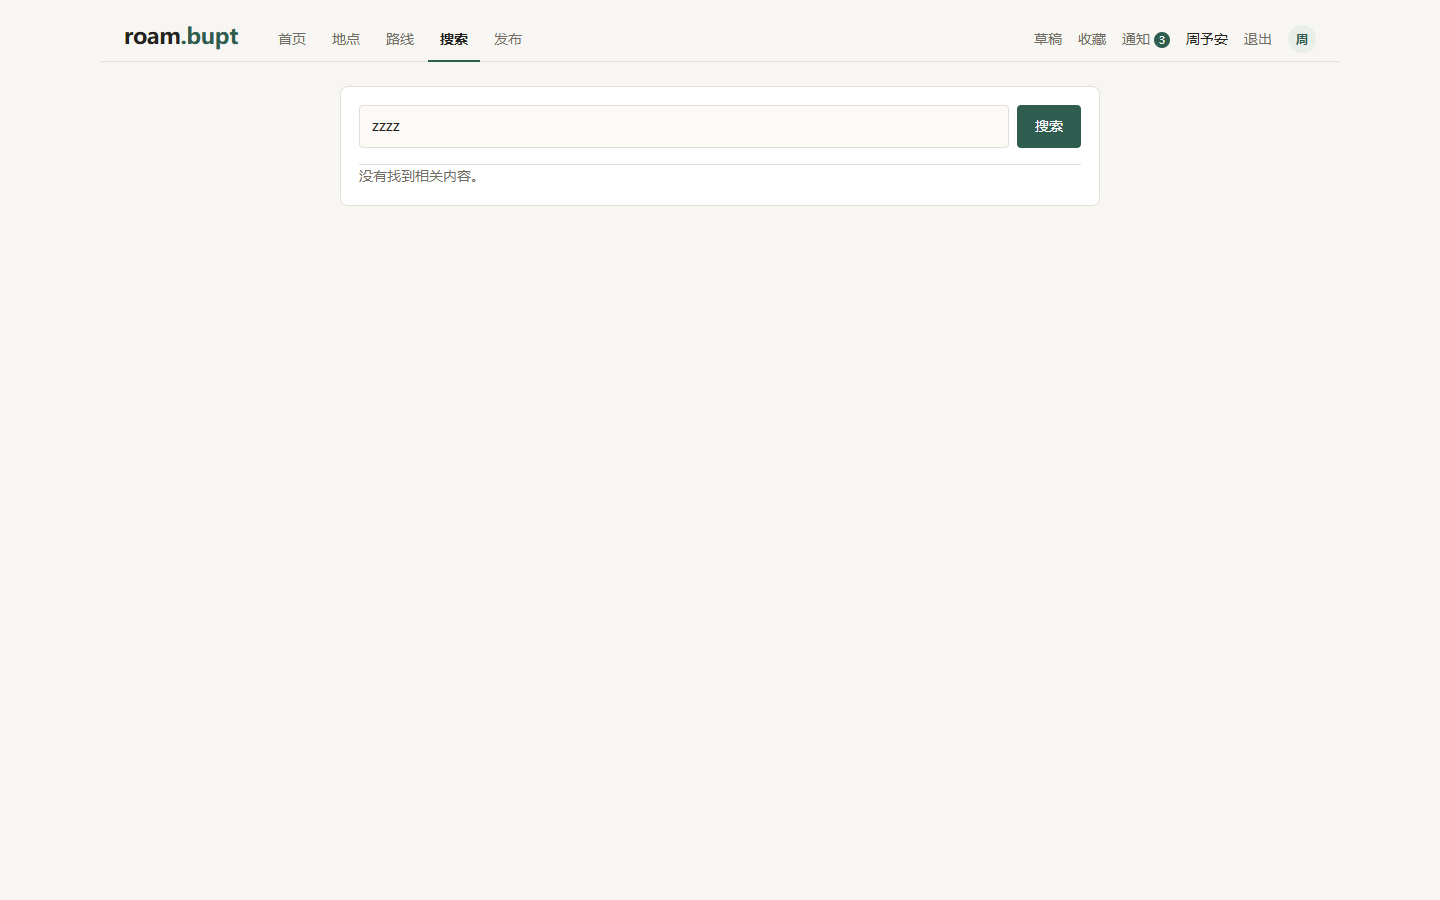 roam.bupt 首页 地点 路线 搜索 发布 草稿 收藏 通知 3 周予安 退出 周
zzzz 搜索
没有找到相关内容。